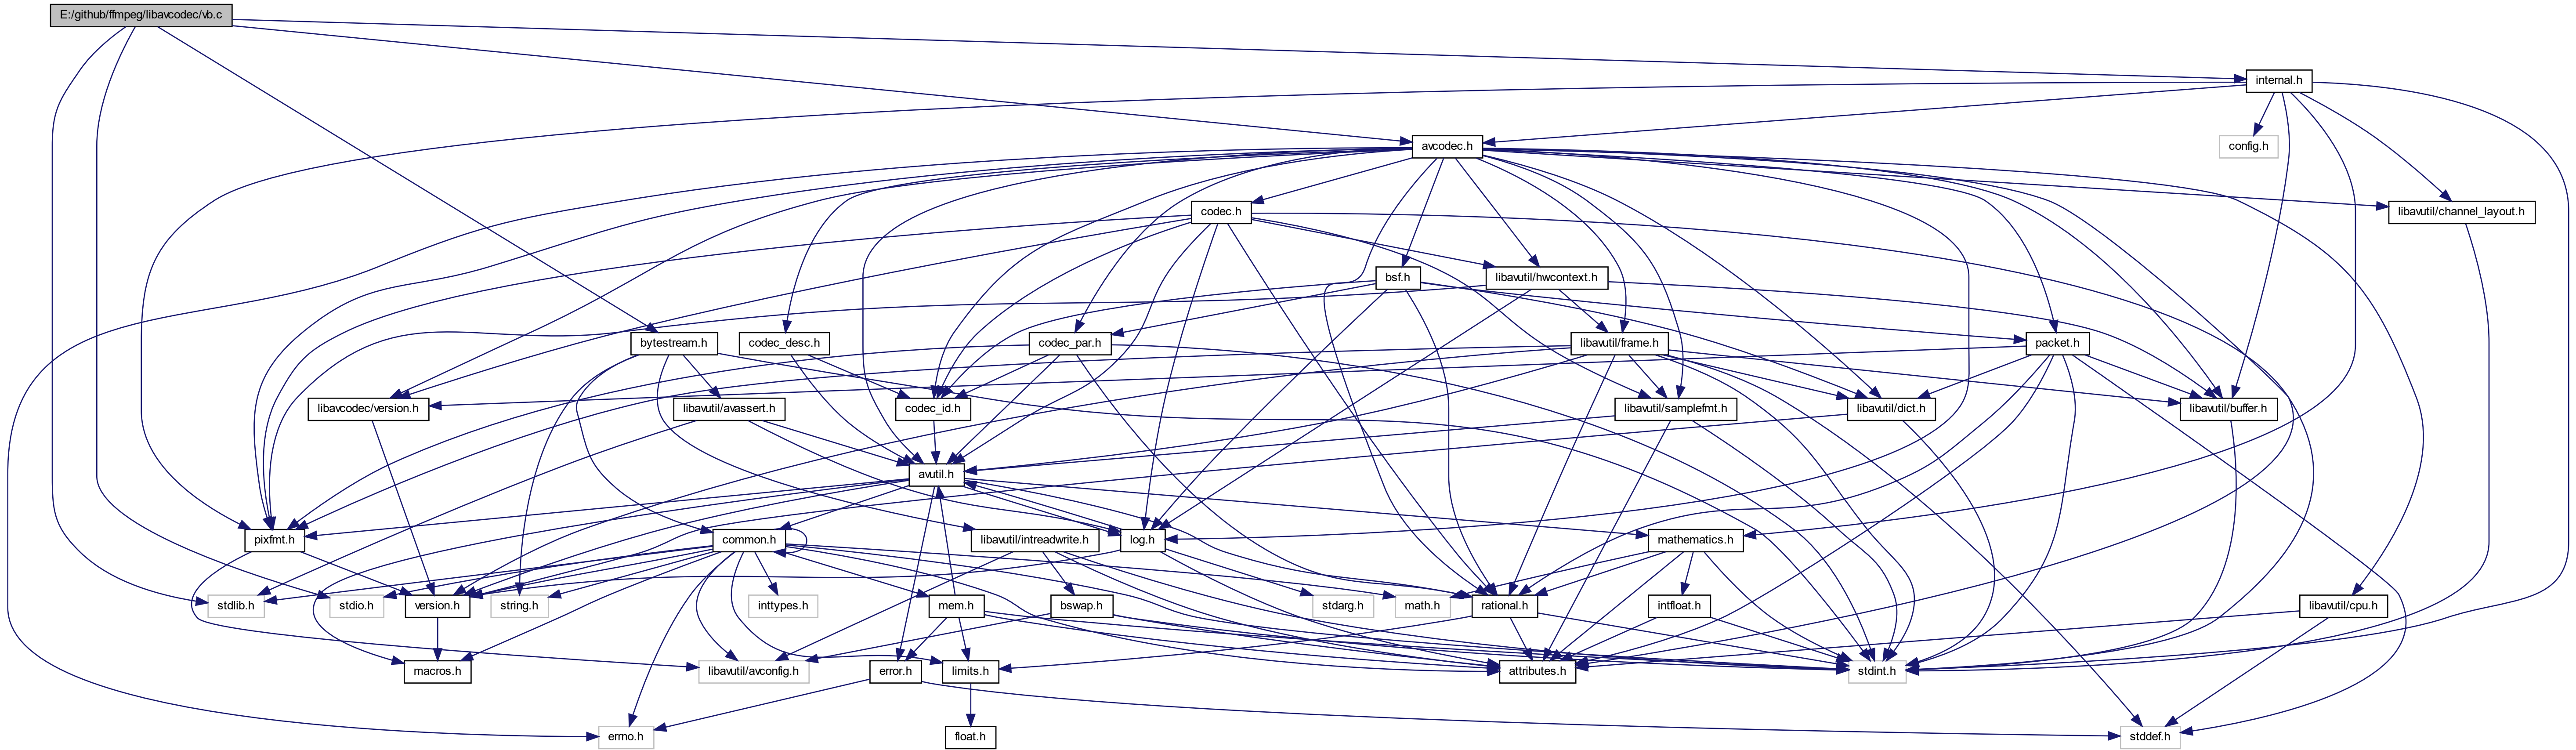 E:/github/ffmpeg/libavcodec/vb.c
internal.h
avcodec.h
config.h
codec.h
libavutil/channel_layout.h
bsf.h
libavutil/hwcontext.h
bytestream.h
codec_desc.h
codec_par.h
libavutil/frame.h
packet.h
libavcodec/version.h
libavutil/avassert.h
codec_id.h
libavutil/samplefmt.h
libavutil/dict.h
libavutil/buffer.h
avutil.h
pixfmt.h
common.h
libavutil/intreadwrite.h
log.h
mathematics.h
stdlib.h
stdio.h
version.h
string.h
inttypes.h
mem.h
bswap.h
stdarg.h
math.h
rational.h
intfloat.h
libavutil/cpu.h
macros.h
libavutil/avconfig.h
error.h
limits.h
attributes.h
stdint.h
errno.h
float.h
stddef.h